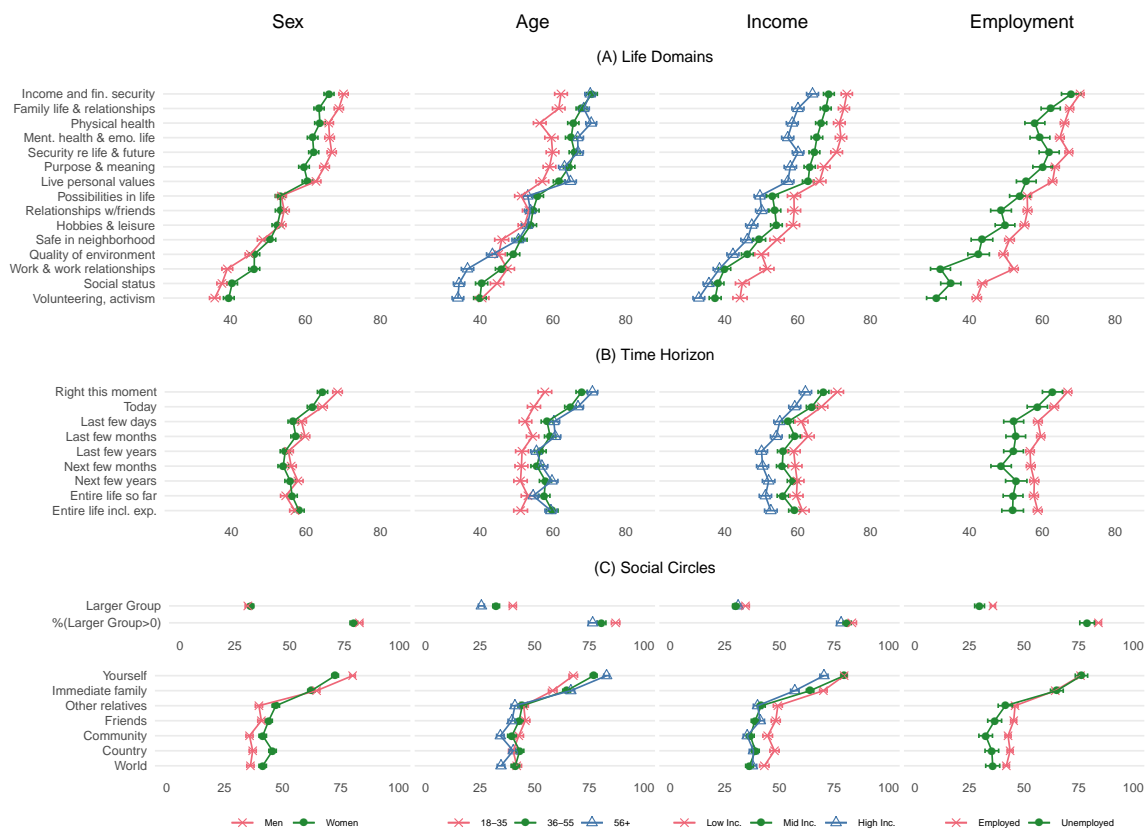 Sex Age Income Employment
(A) Life Domains
Income and fin. security
Family life & relationships
Physical health
Ment. health & emo. life
Security re life & future
Purpose & meaning
Live personal values
Possibilities in life
Relationships w/friends
Hobbies & leisure
Safe in neighborhood
Quality of environment
Work & work relationships
Social status
Volunteering, activism
40 60 80 40 60 80 40 60 80 40 60 80
(B) Time Horizon
Right this moment
Today
Last few days
Last few months
Last few years
Next few months
Next few years
Entire life so far
Entire life incl. exp.
40 60 80 40 60 80 40 60 80 40 60 80
(C) Social Circles
Larger Group
%(Larger Group>0)
0 25 50 75 100 0 25 50 75 100 0 25 50 75 100 0 25 50 75 100
Yourself
Immediate family
Other relatives
Friends
Community
Country
World
0 25 50 75 100 0 25 50 75 100 0 25 50 75 100 0 25 50 75 100
Men Women 18–35 36–55 56+ Low Inc. Mid Inc. High Inc. Employed Unemployed